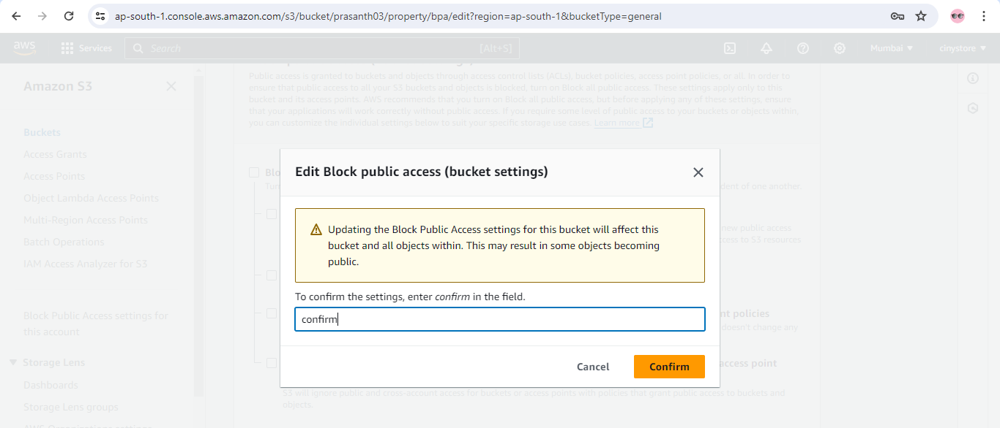 ap-south-1.console.aws.amazon.com/s3/bucket/prasanth03/property/bpa/edit?region=ap-south-1&bucketType=general
aws
Services
Search
[Alt+S]
Mumbai
cinystore
Amazon S3
Buckets
Access Grants
Access Points
Object Lambda Access Points
Multi-Region Access Points
Batch Operations
IAM Access Analyzer for S3
Block Public Access settings for
this account
Storage Lens
Dashboards
Storage Lens groups
AWS Organizations settings
Public access is granted to buckets and objects through access control lists (ACLs), bucket policies, access point policies, or all. In order to
ensure that public access to all your S3 buckets and objects is blocked, turn on Block all public access. These settings apply only to this
bucket and its access points. AWS recommends that you turn on Block all public access, but before applying any of these settings, ensure
that your applications will work correctly without public access. If you require some level of public access to your buckets or objects within,
you can customize the individual settings below to suit your specific storage use cases. Learn more
Blo
Turn
dent of one another.
new public access
cess to S3 resources
nt policies
doesn't change any
access point
Edit Block public access (bucket settings)
Updating the Block Public Access settings for this bucket will affect this
bucket and all objects within. This may result in some objects becoming
public.
To confirm the settings, enter confirm in the field.
confirm
Cancel
Confirm
S3 will ignore public and cross-account access for buckets or access points with policies that grant public access to buckets and
objects.